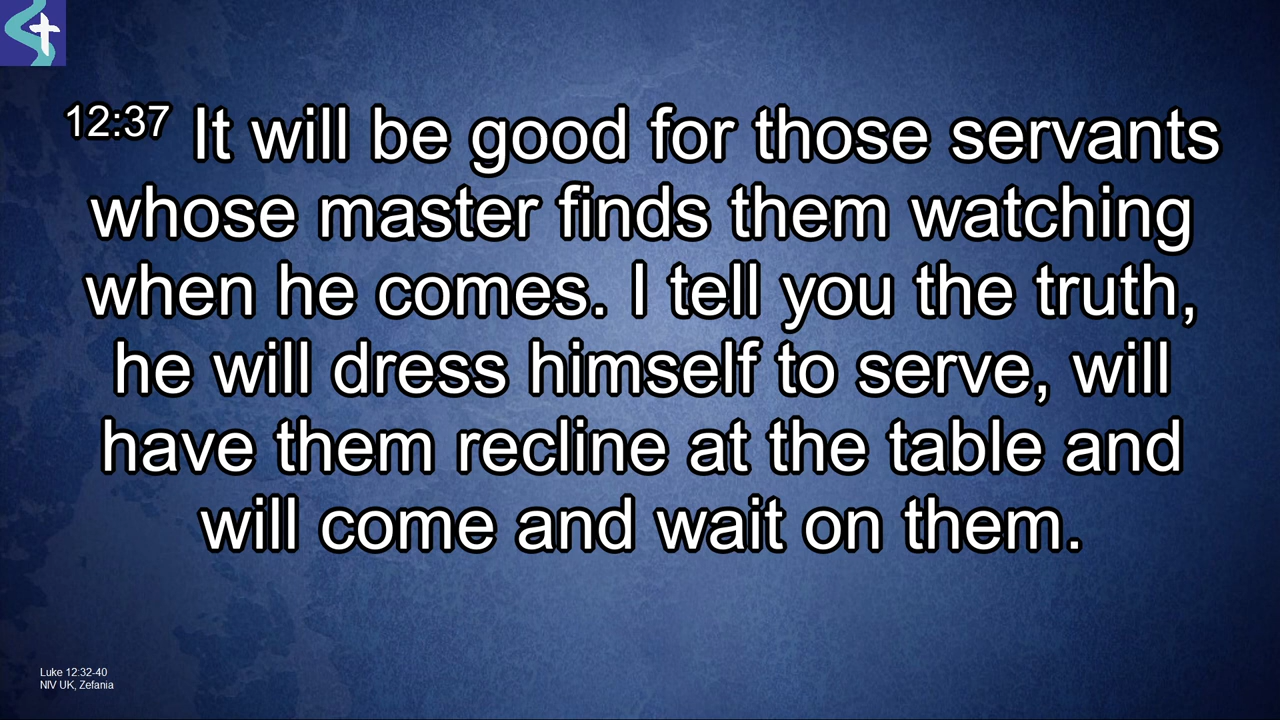 12:37 It will be good for those servants
whose master finds them watching
when he comes. I tell you the truth,
he will dress himself to serve, will
have them recline at the table and
will come and wait on them.
Luke 12:32-40
NIV UK, Zefania